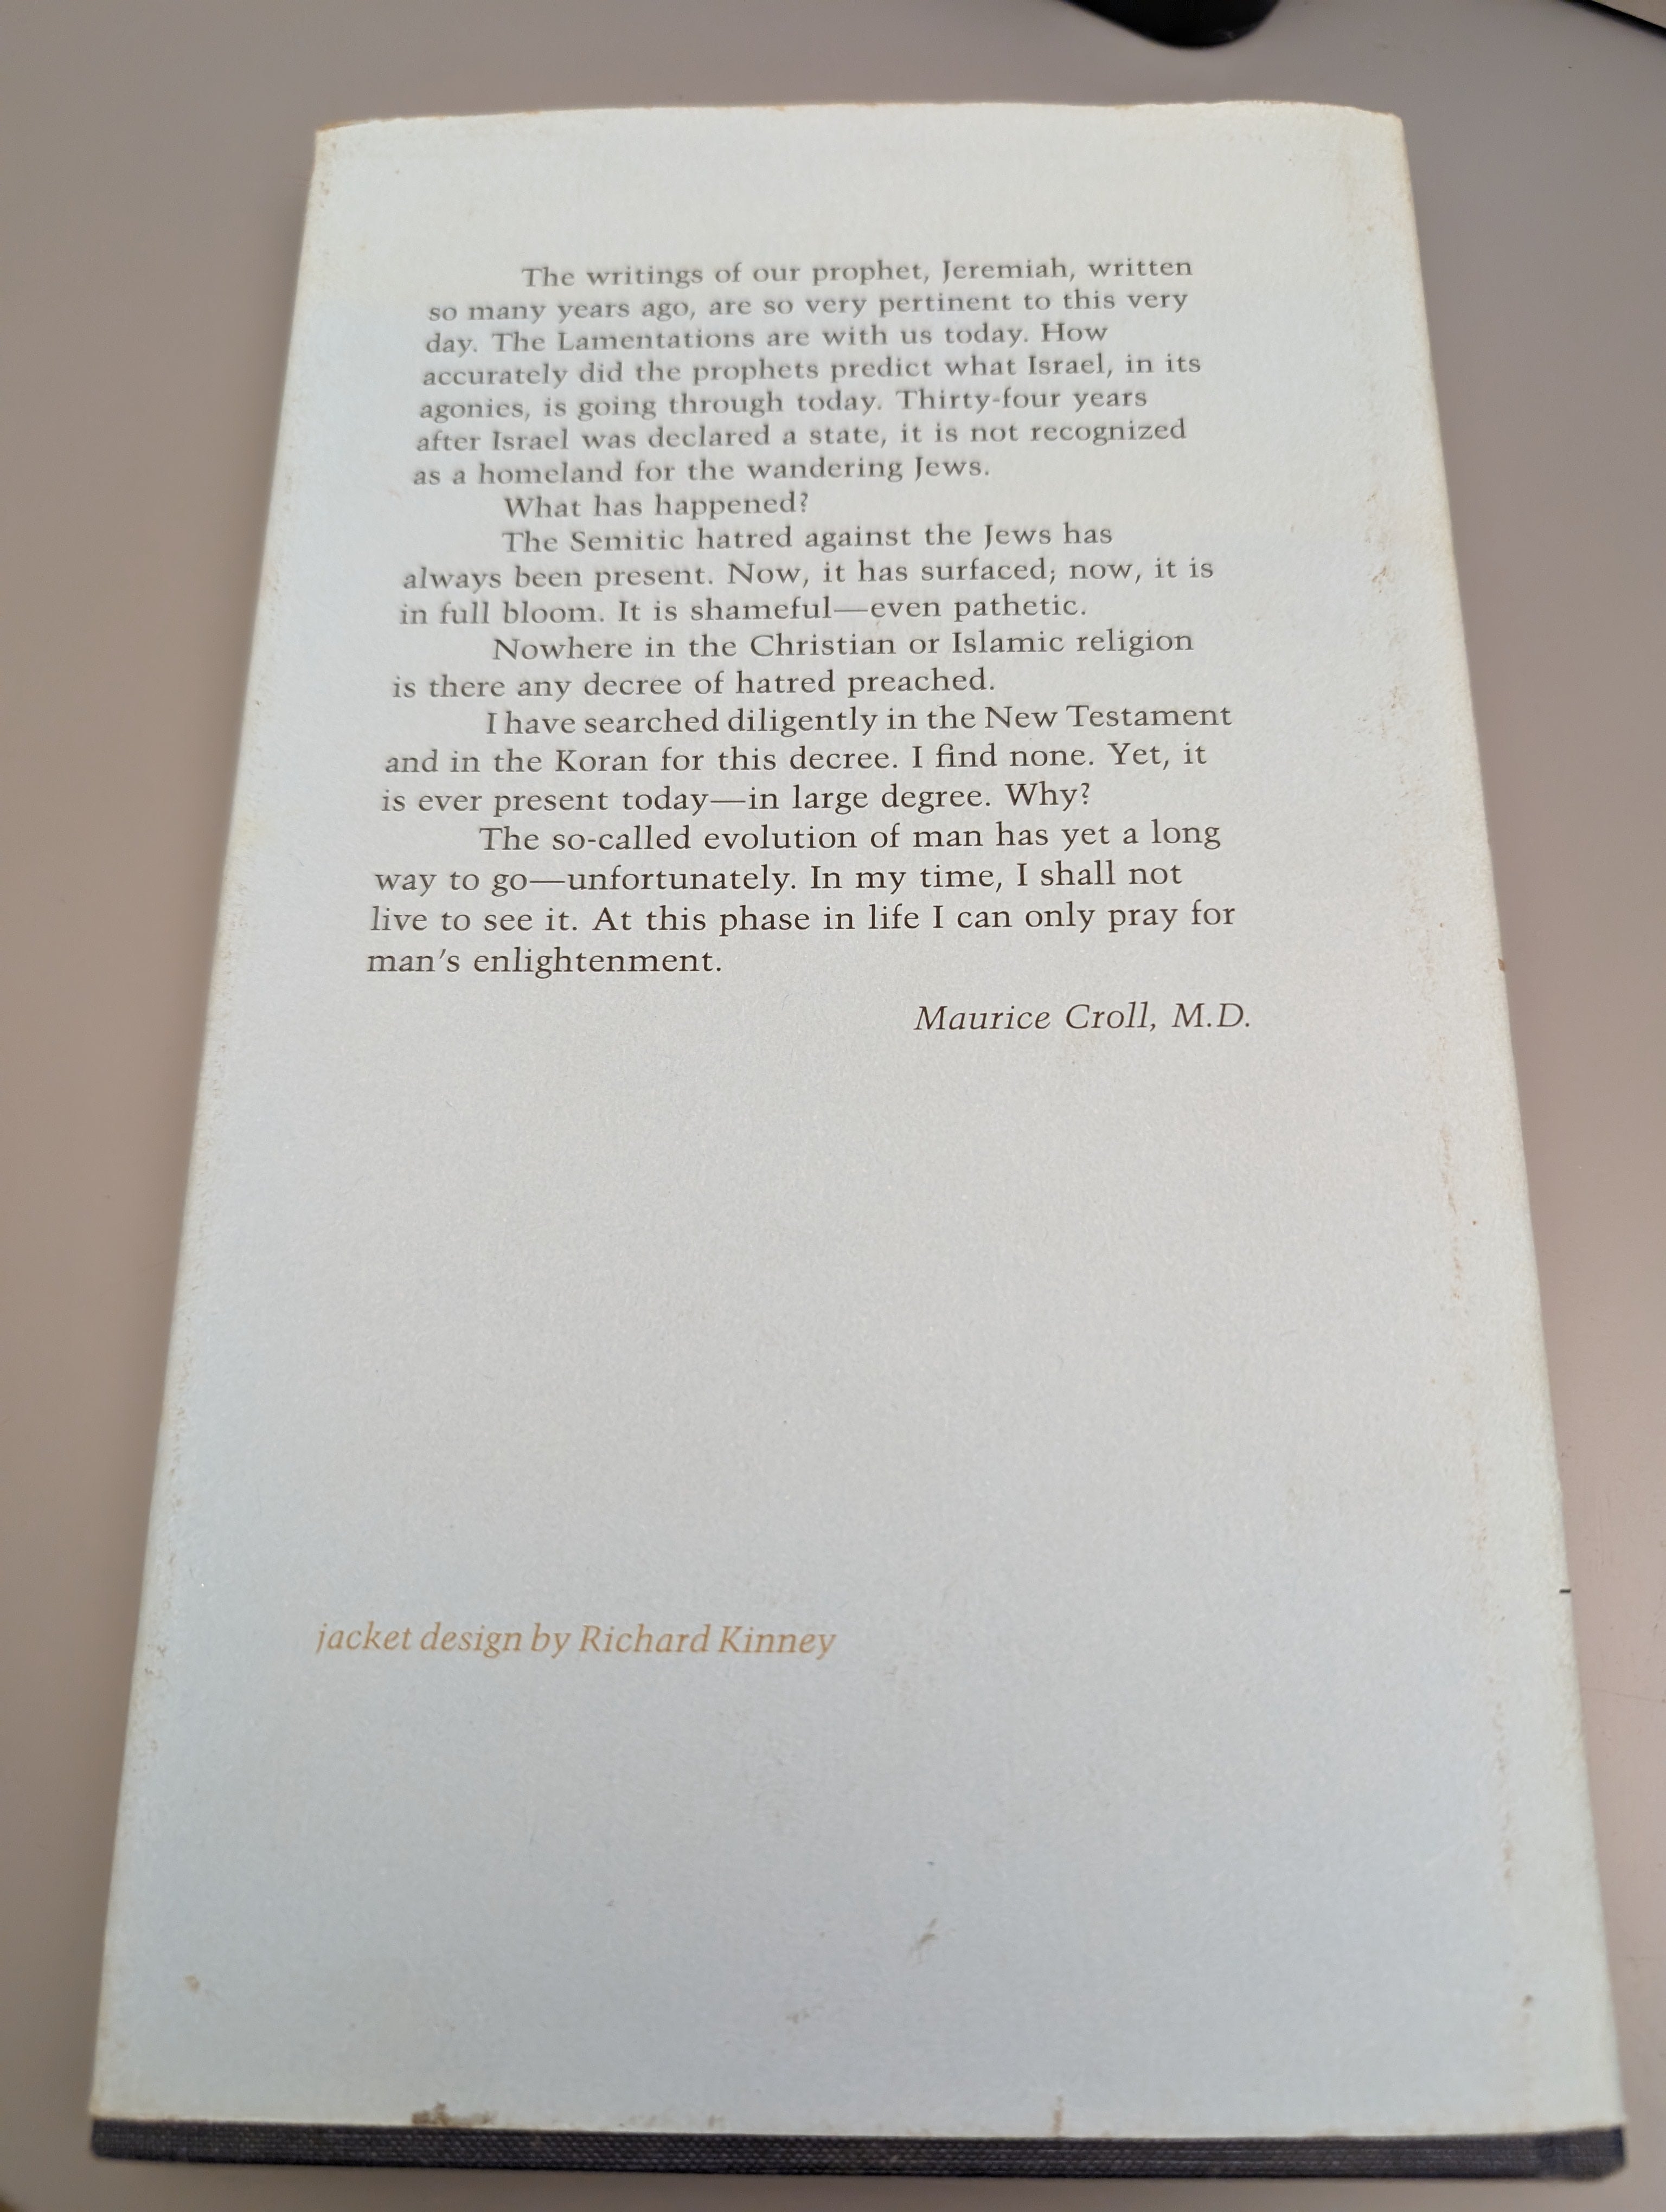 The writings of our prophet, Jeremiah, written
so many years ago, are so very pertinent to this very
day. The Lamentations are with us today. How
accurately did the prophets predict what Israel, in its
agonies, is going through today. Thirty-four years
after Israel was declared a state, it is not recognized
as a homeland for the wandering Jews.
What has happened?
The Semitic hatred against the Jews has
always been present. Now, it has surfaced; now, it is
in full bloom. It is shameful—even pathetic.
Nowhere in the Christian or Islamic religion
is there any decree of hatred preached.
I have searched diligently in the New Testament
and in the Koran for this decree. I find none. Yet, it
is ever present today—in large degree. Why?
The so-called evolution of man has yet a long
way to go—unfortunately. In my time, I shall not
live to see it. At this phase in life I can only pray for
man's enlightenment.
Maurice Croll, M.D.
jacket design by Richard Kinney